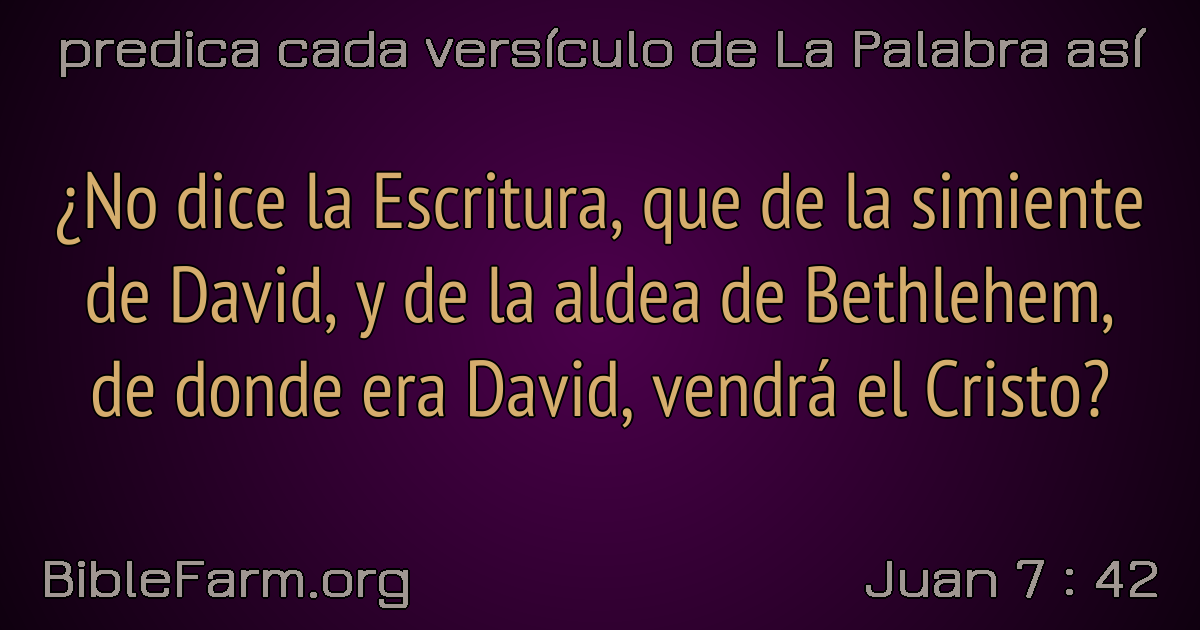 predica cada versículo de La Palabra así
¿No dice la Escritura, que de la simiente
de David, y de la aldea de Bethlehem,
de donde era David, vendrá el Cristo?
BibleFarm.org
Juan 7 : 42